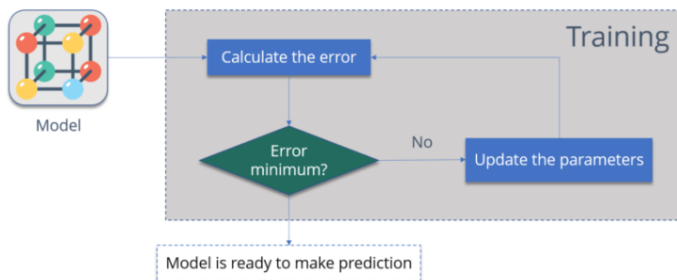 Training
Calculate the error
Model
Error
minimum?
No
Update the parameters
Model is ready to make prediction